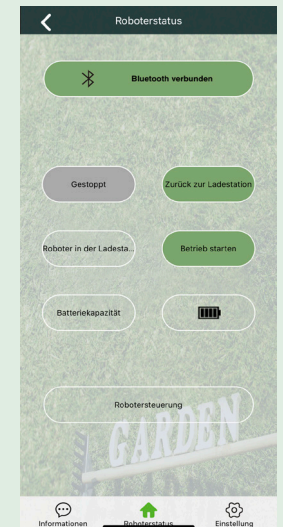 Roboterstatus
Bluetooth verbunden
Gestoppt
Zurück zur Ladestation
Roboter in der Ladesta...
Betrieb starten
Batteriekapazität
Robotersteuerung
GARDEN
Informationen
Roboterstatus
Einstellung